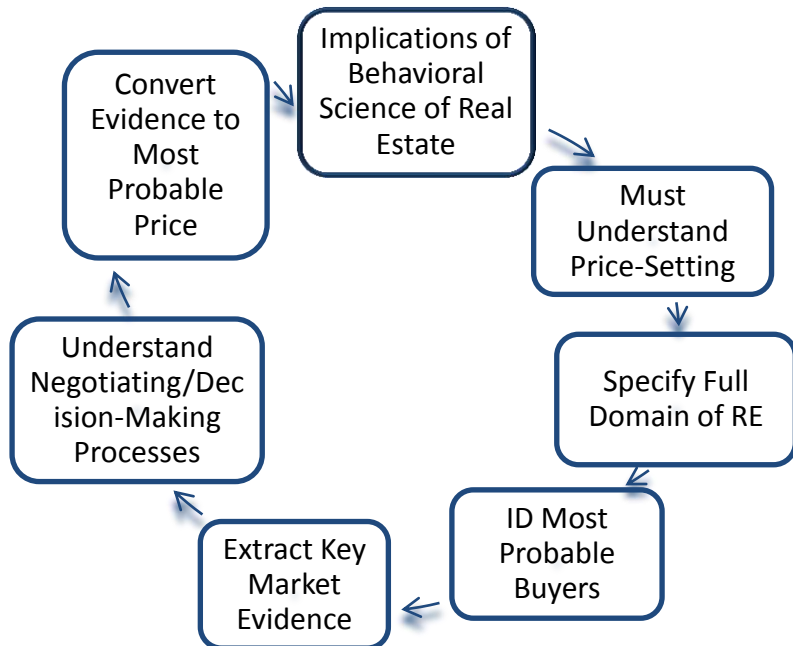 Implications of
Behavioral
Science of Real
Estate
Must
Understand
Price-Setting
Specify Full
Domain of RE
ID Most
Probable
Buyers
Extract Key
Market
Evidence
Understand
Negotiating/Dec
ision-Making
Processes
Convert
Evidence to
Most
Probable
Price